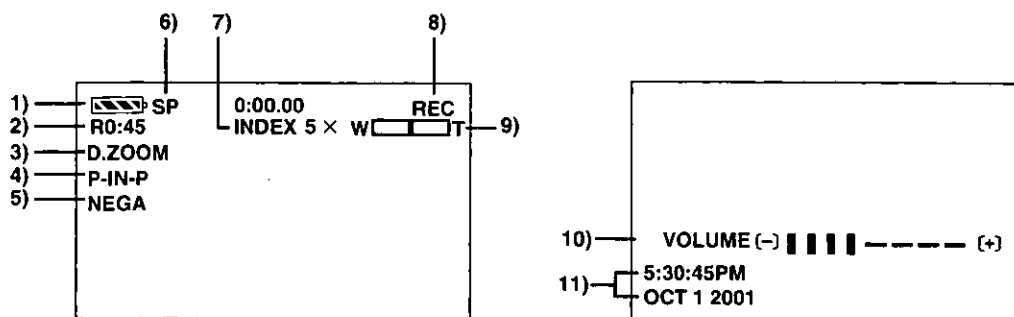 6) 7) 8)
1) SP 0:00.00 REC
2) R0:45 INDEX 5 × W T 9)
3) D.ZOOM
4) P-IN-P
5) NEGA
10) VOLUME (−) (+)
11) 5:30:45PM
OCT 1 2001